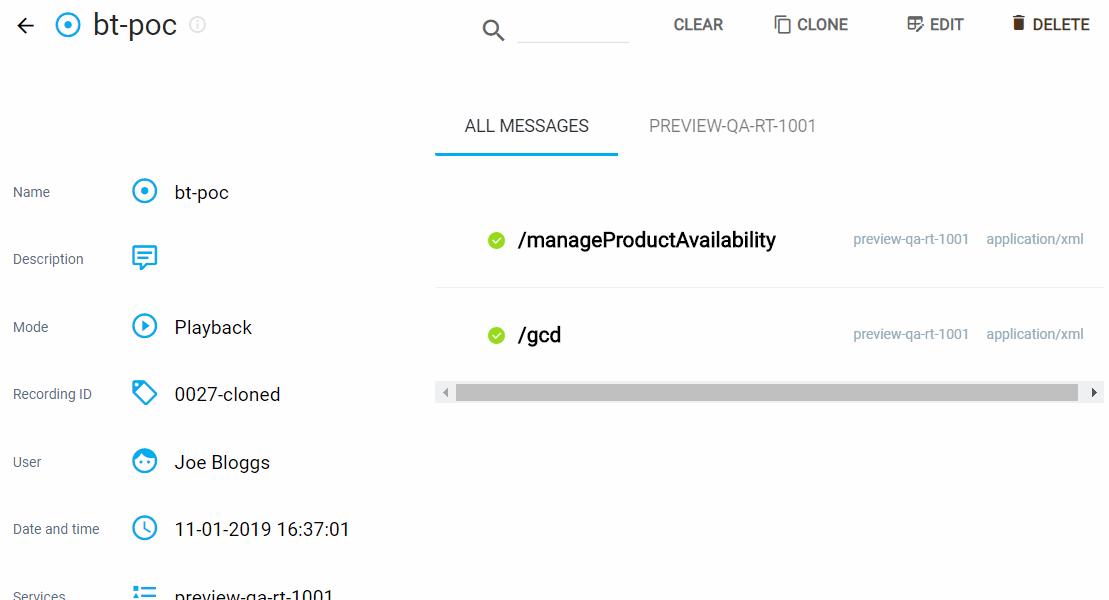 bt-poc
CLEAR
CLONE
EDIT
DELETE
ALL MESSAGES
PREVIEW-QA-RT-1001
Name bt-poc
Description
Mode Playback
Recording ID 0027-cloned
User Joe Bloggs
Date and time 11-01-2019 16:37:01
Services preview-qa-rt-1001
/manageProductAvailability preview-qa-rt-1001 application/xml
/gcd preview-qa-rt-1001 application/xml